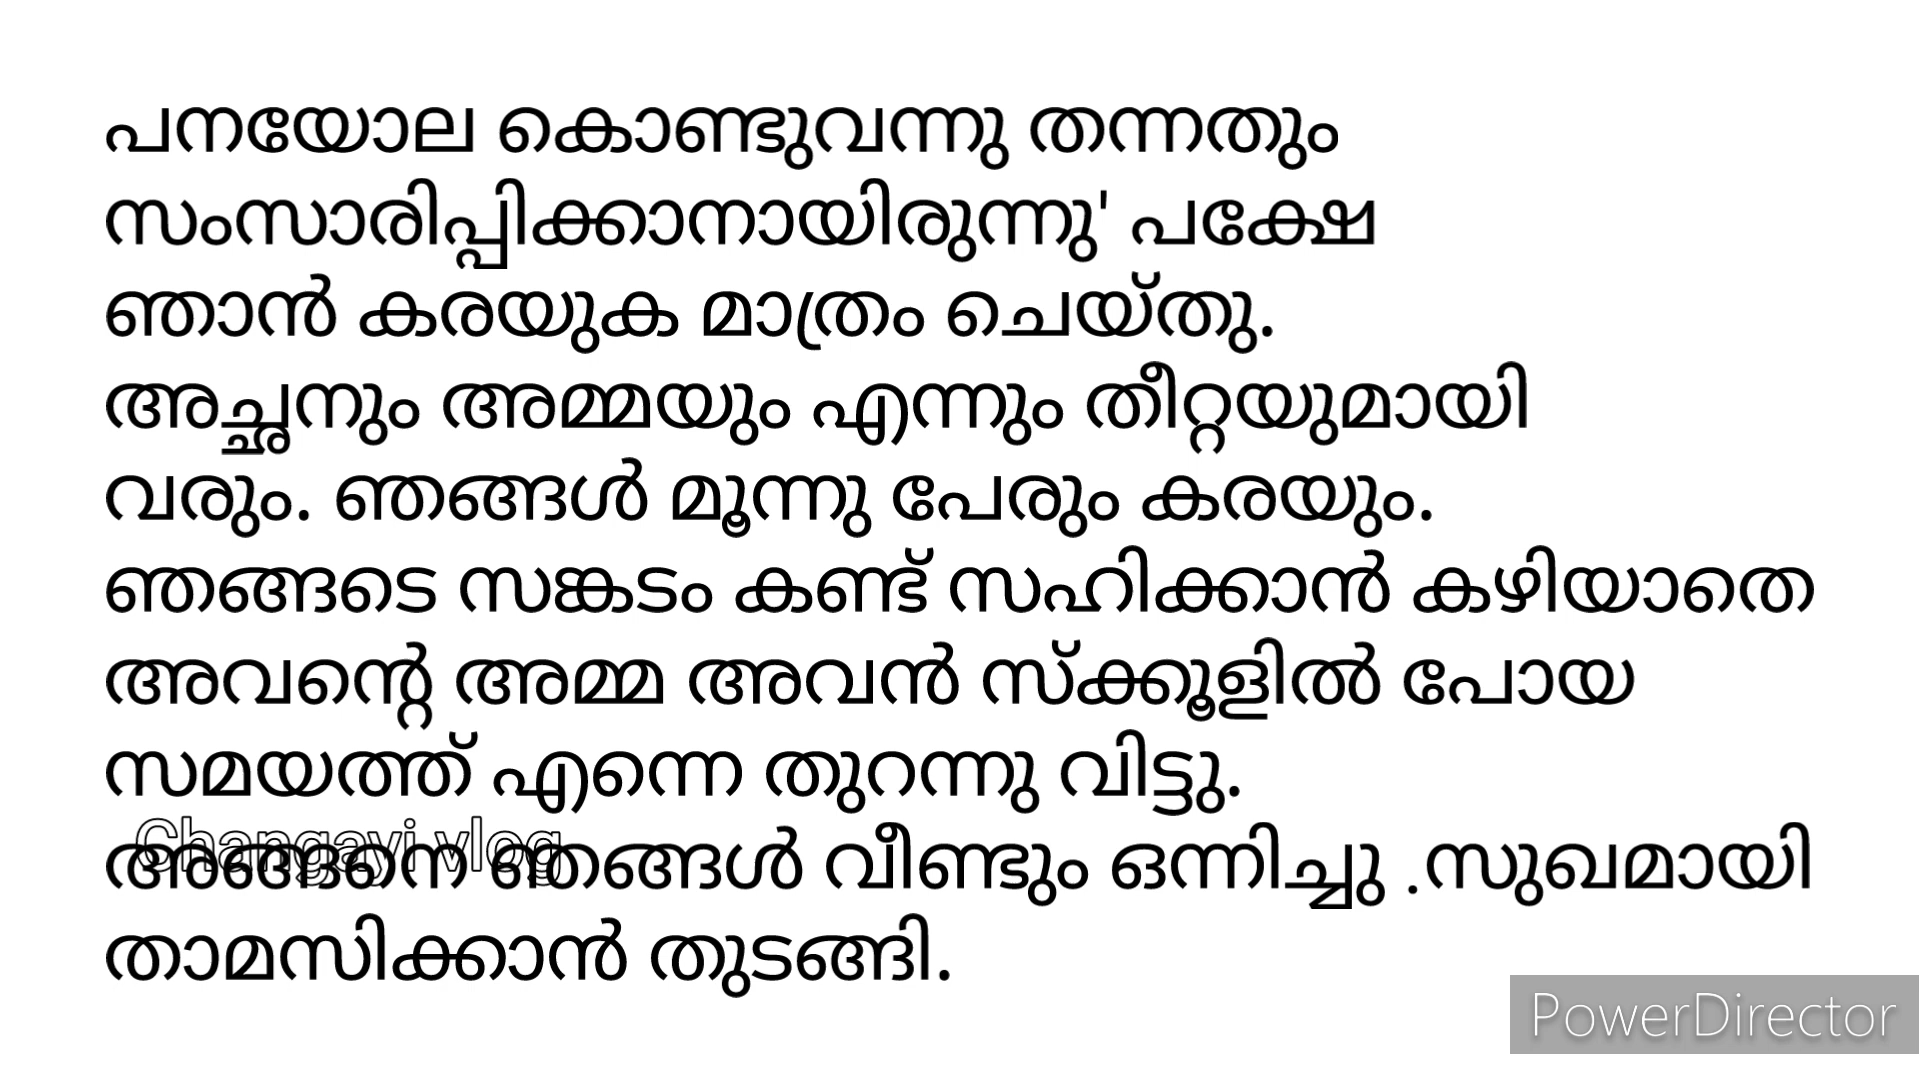 പനയോല കൊണ്ടുവന്നു തന്നതും
സംസാരിപ്പിക്കാനായിരുന്നു' പക്ഷേ
ഞാൻ കരയുക മാത്രം ചെയ്തു.
അച്ഛനും അമ്മയും എന്നും തീറ്റയുമായി
വരും. ഞങ്ങൾ മൂന്നു പേരും കരയും.
ഞങ്ങടെ സങ്കടം കണ്ട് സഹിക്കാൻ കഴിയാതെ
അവന്റെ അമ്മ അവൻ സ്ക്കൂളിൽ പോയ
സമയത്ത് എന്നെ തുറന്നു വിട്ടു.
Changayi vlog
അങ്ങനെ ഞങ്ങൾ വീണ്ടും ഒന്നിച്ചു .സുഖമായി
താമസിക്കാൻ തുടങ്ങി.
PowerDirector